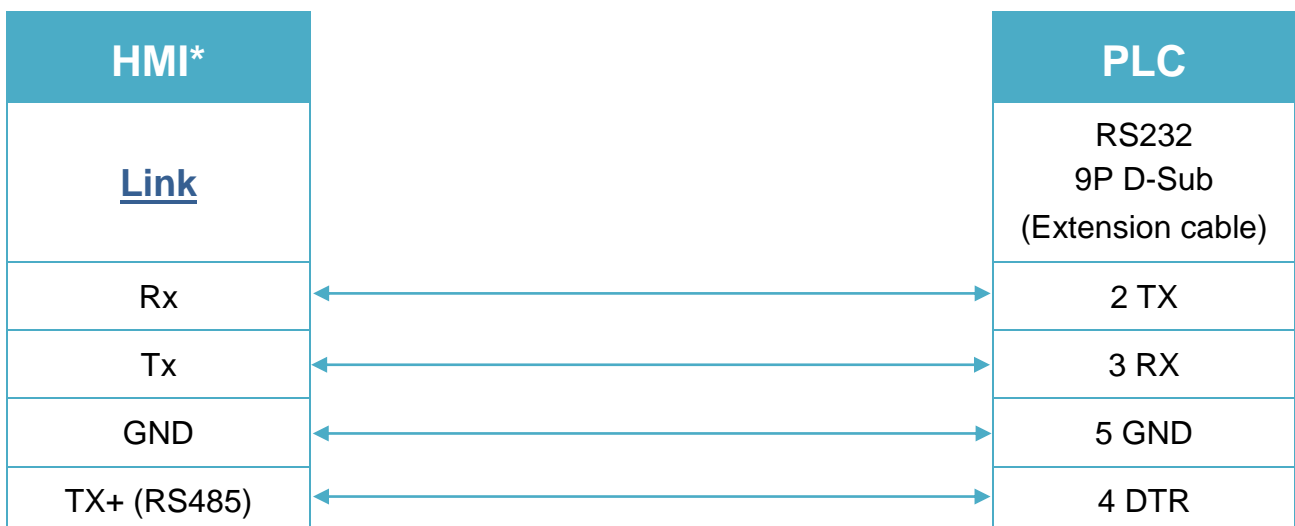 HMI*
PLC
Link
RS232
9P D-Sub
(Extension cable)
Rx
2 TX
Tx
3 RX
GND
5 GND
TX+ (RS485)
4 DTR